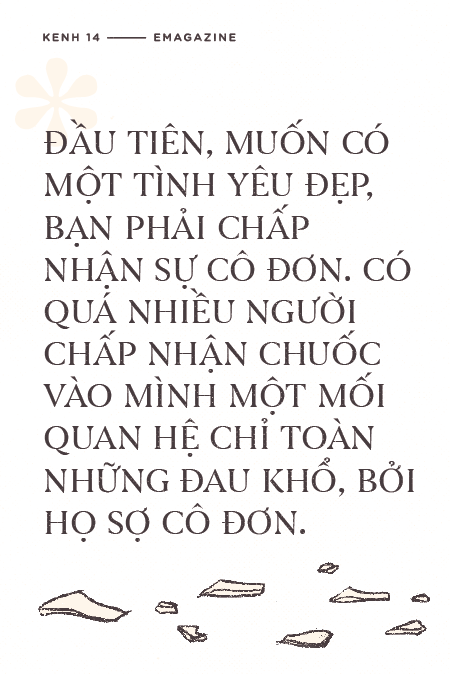 KENH 14 —— EMAGAZINE
ĐẦU TIÊN, MUỐN CÓ
MỘT TÌNH YÊU ĐẸP,
BẠN PHẢI CHẤP
NHẬN SỰ CÔ ĐƠN. CÓ
QUÁ NHIỀU NGƯỜI
CHẤP NHẬN CHUỐC
VÀO MÌNH MỘT MỐI
QUAN HỆ CHỈ TOÀN
NHỮNG ĐAU KHỔ, BỞI
HỌ SỢ CÔ ĐƠN.